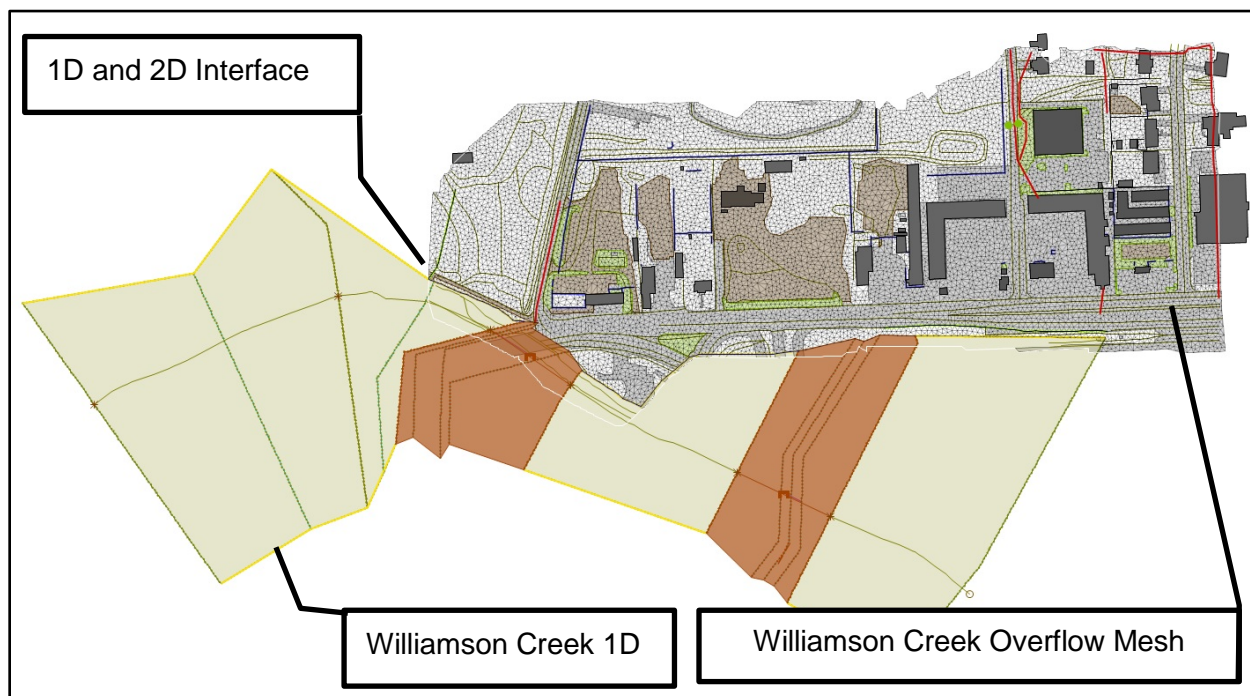 1D and 2D Interface
Williamson Creek 1D
Williamson Creek Overflow Mesh